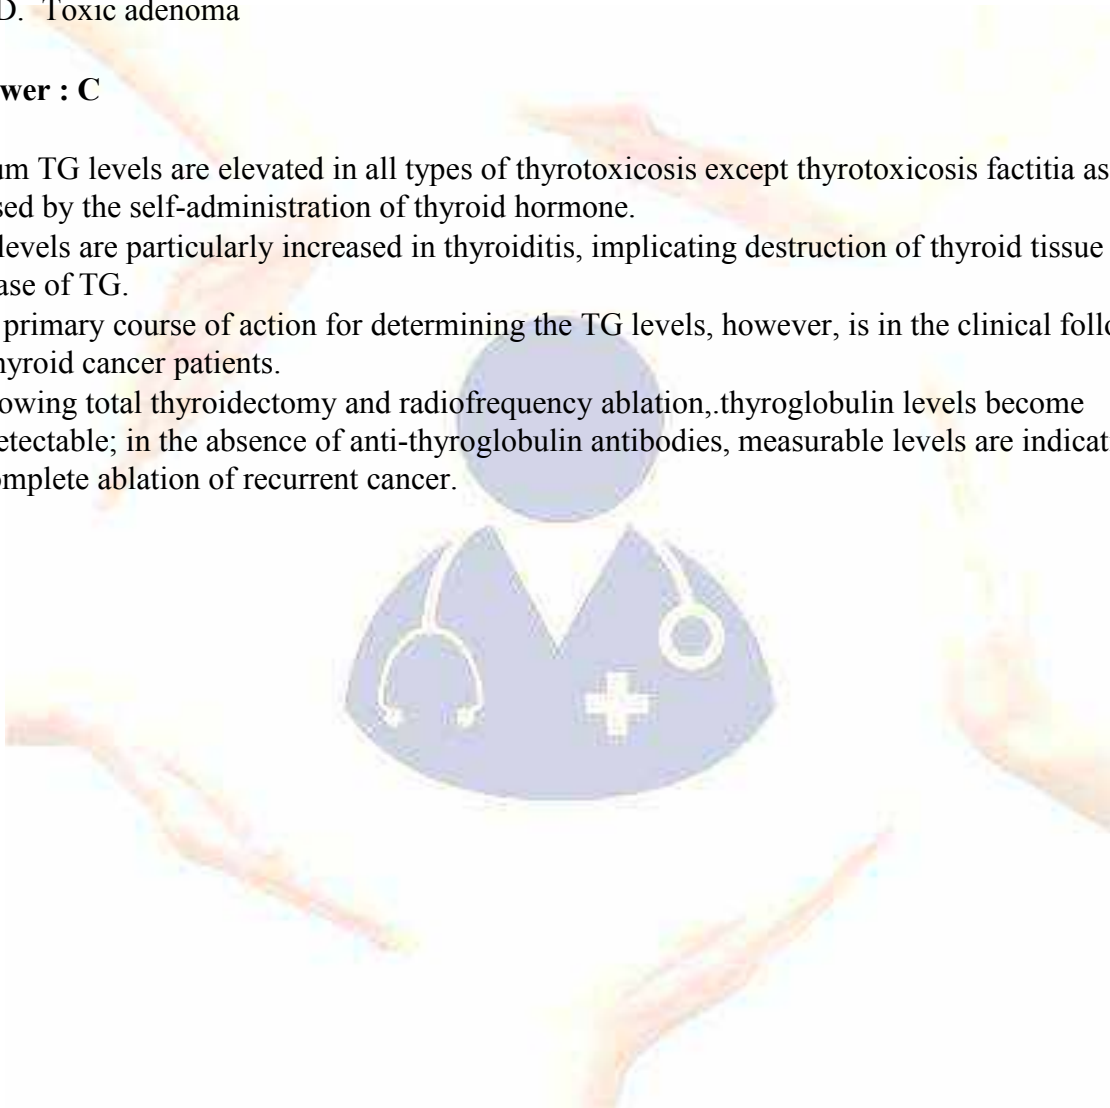 D. Toxic adenoma
wer : C
um TG levels are elevated in all types of thyrotoxicosis except thyrotoxicosis factitia as
sed by the self-administration of thyroid hormone.
levels are particularly increased in thyroiditis, implicating destruction of thyroid tissue
ase of TG.
primary course of action for determining the TG levels, however, is in the clinical follo
hyroid cancer patients.
owing total thyroidectomy and radiofrequency ablation,.thyroglobulin levels become
etectable; in the absence of anti-thyroglobulin antibodies, measurable levels are indicat
omplete ablation of recurrent cancer.